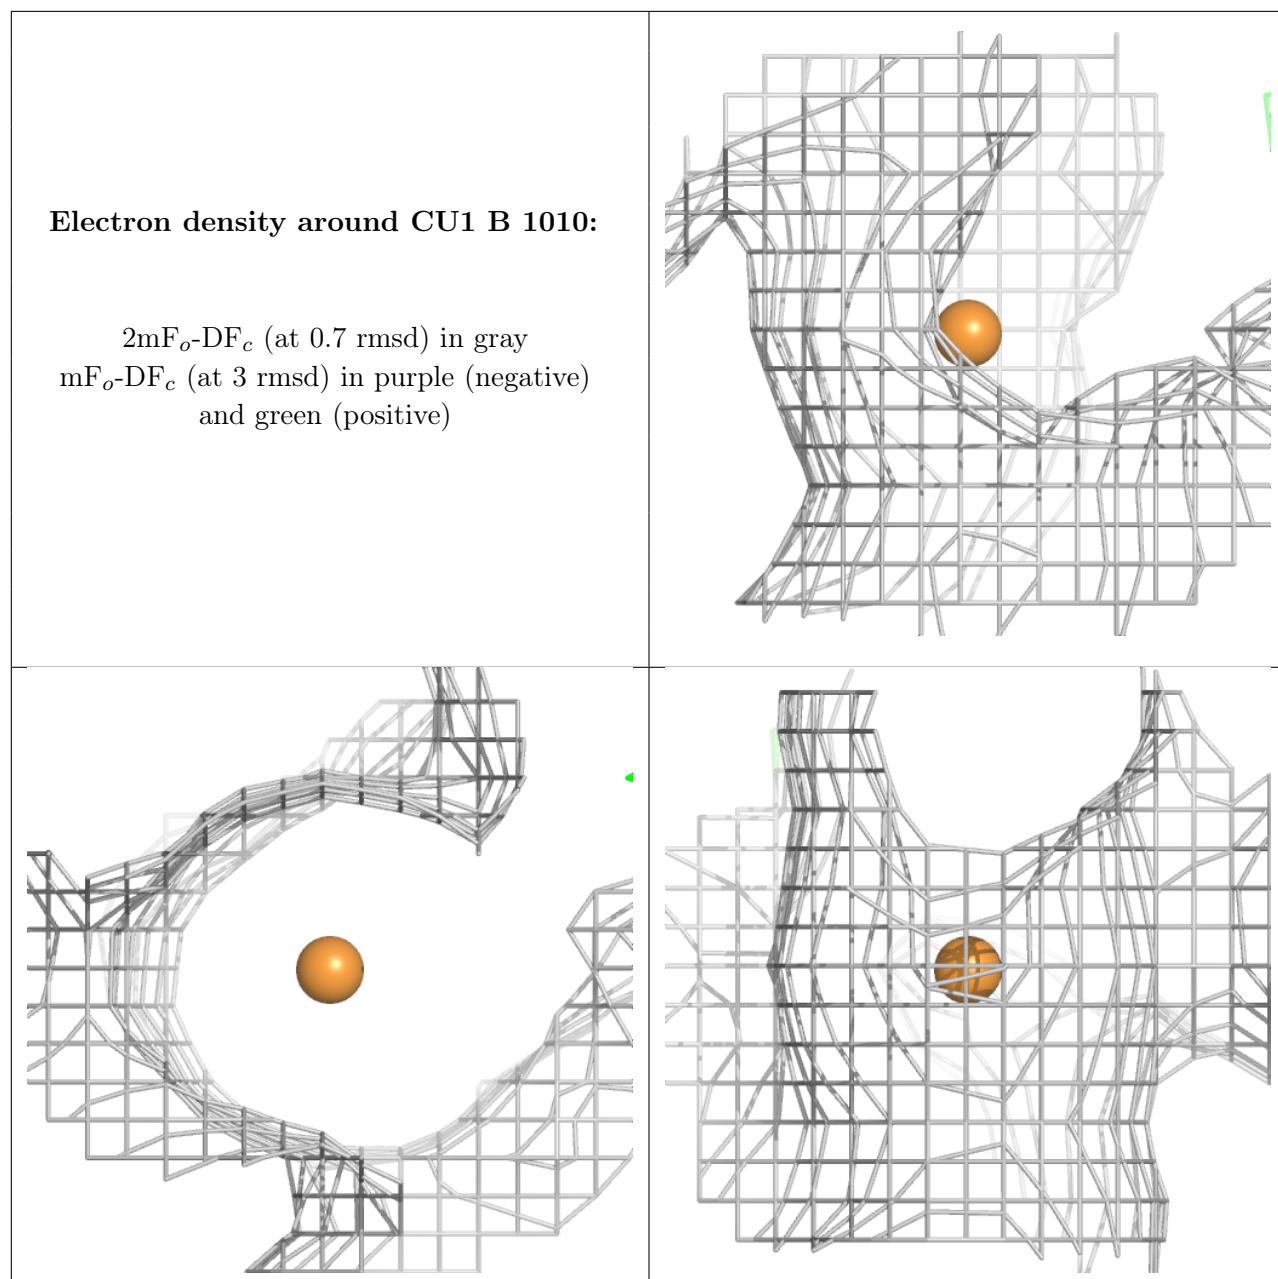 Electron density around CU1 B 1010:
2mFo-DFc (at 0.7 rmsd) in gray
mFo-DFc (at 3 rmsd) in purple (negative)
and green (positive)